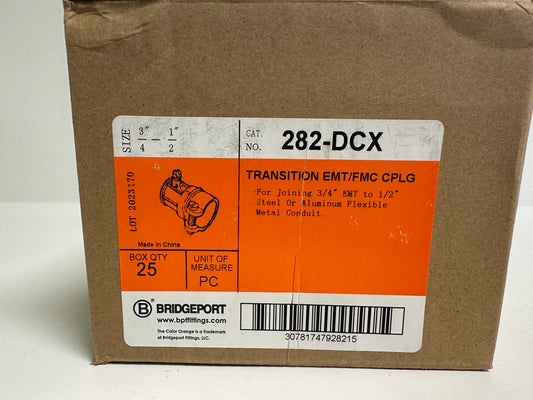 SIZE 3/4" - 1/2"
CAT. NO. 282-DCX
LOT 2023170
TRANSITION EMT/FMC CPLG
For Joining 3/4" EMT to 1/2"
Steel Or Aluminum Flexible
Metal Conduit.
Made in China
BOX QTY
25
UNIT OF
MEASURE
PC
B BRIDGEPORT
www.bptfittings.com
The Color Orange is a Trademark
of Bridgeport Fittings, LLC.
30781747928215